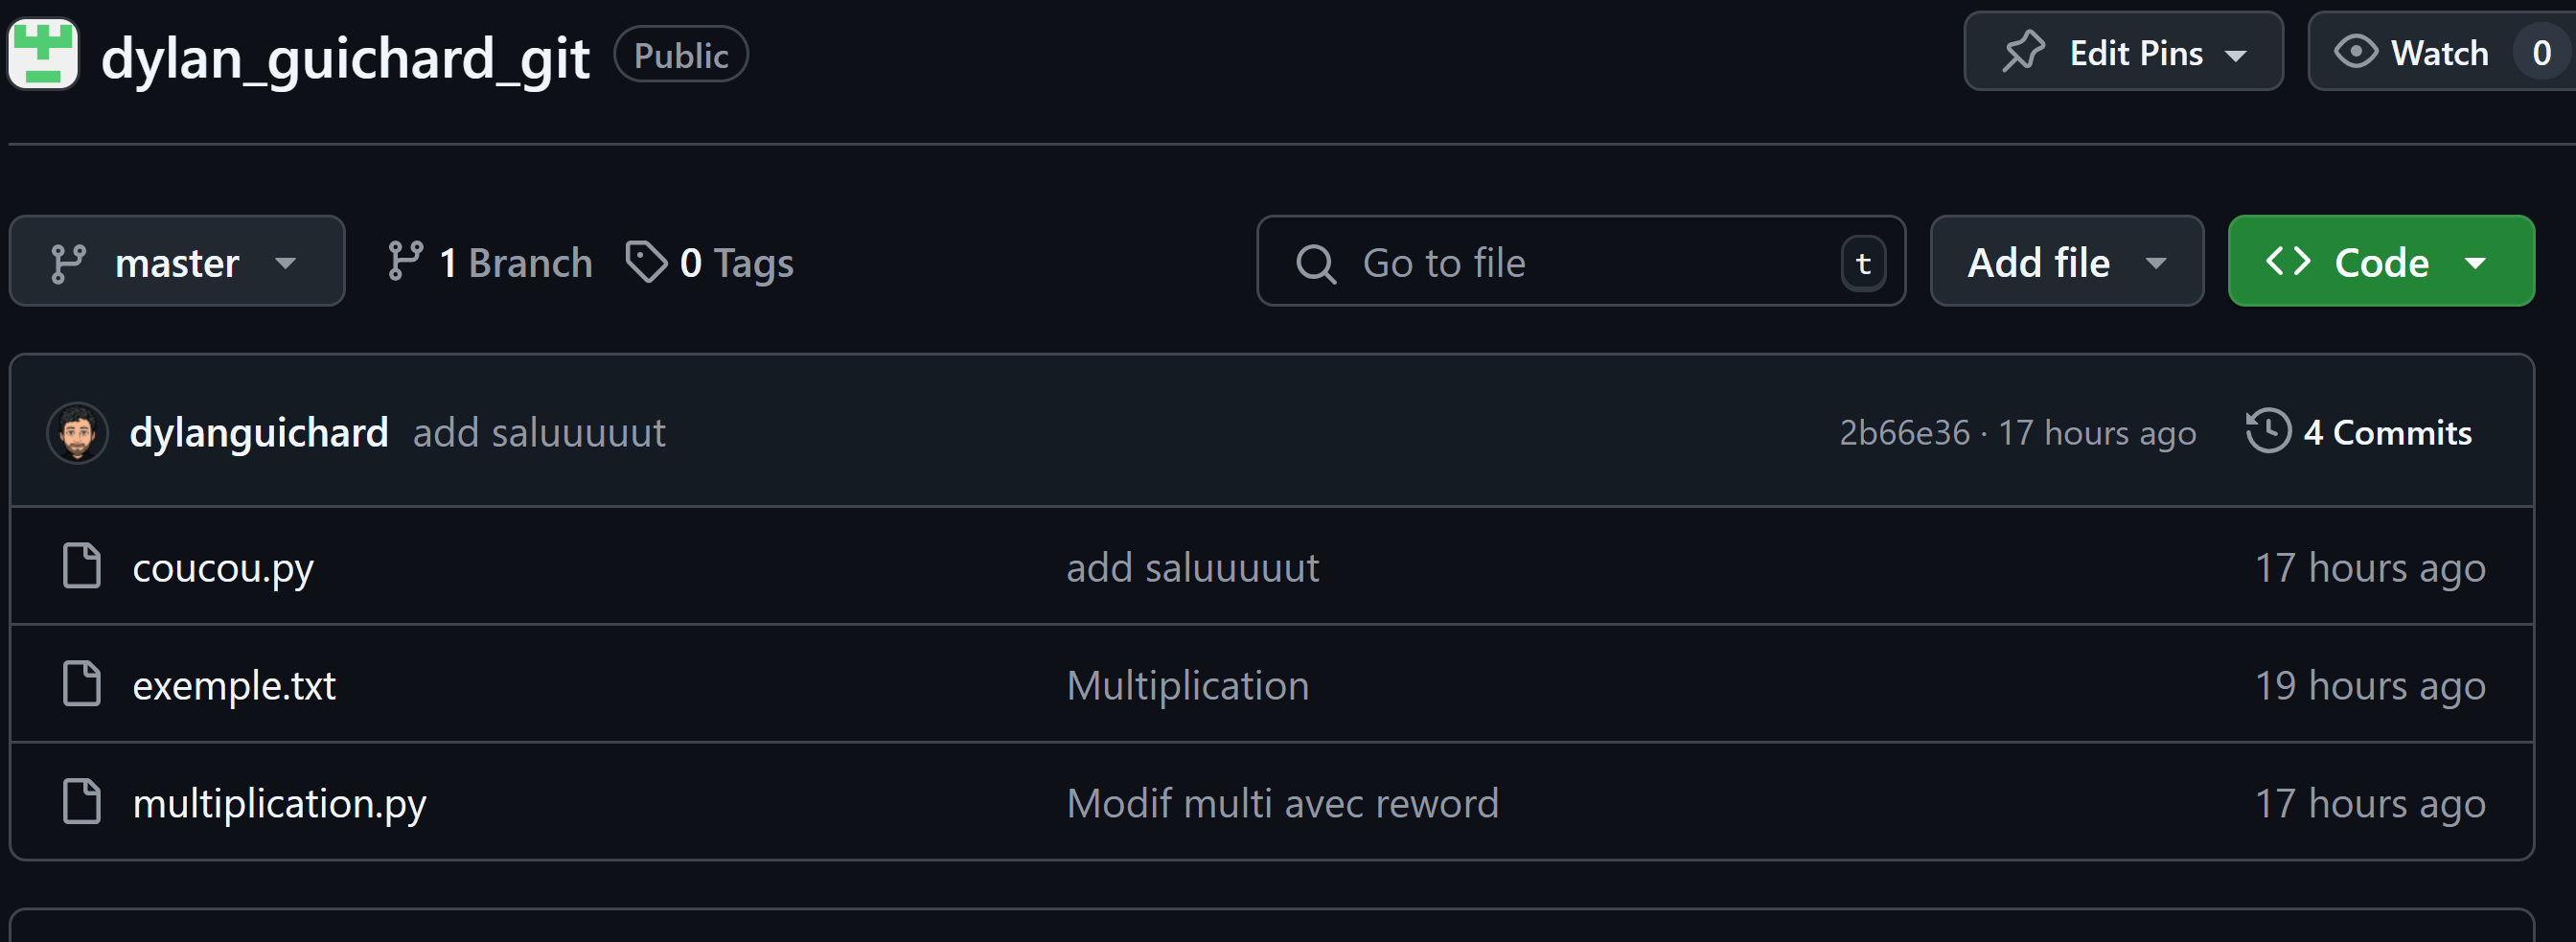 dylan_guichard_git Public Edit Pins Watch 0
master 1 Branch 0 Tags Go to file t Add file Code
dylanguichard add saluuuuut 2b66e36 · 17 hours ago 4 Commits
coucou.py add saluuuuut 17 hours ago
exemple.txt Multiplication 19 hours ago
multiplication.py Modif multi avec reword 17 hours ago